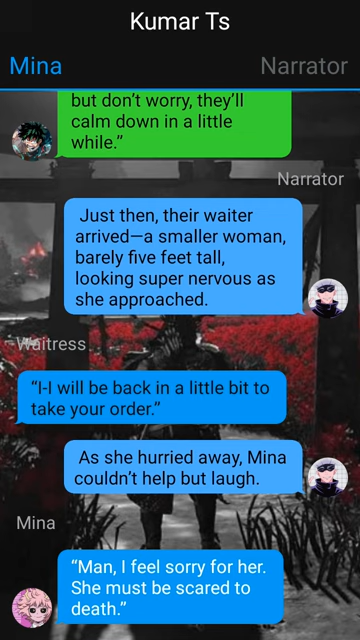 Kumar Ts
Mina
Narrator
but don’t worry, they’ll
calm down in a little
while.”
Narrator
Just then, their waiter
arrived—a smaller woman,
barely five feet tall,
looking super nervous as
she approached.
Waitress
“I-I will be back in a little bit to
take your order.”
As she hurried away, Mina
couldn’t help but laugh.
Mina
“Man, I feel sorry for her.
She must be scared to
death.”